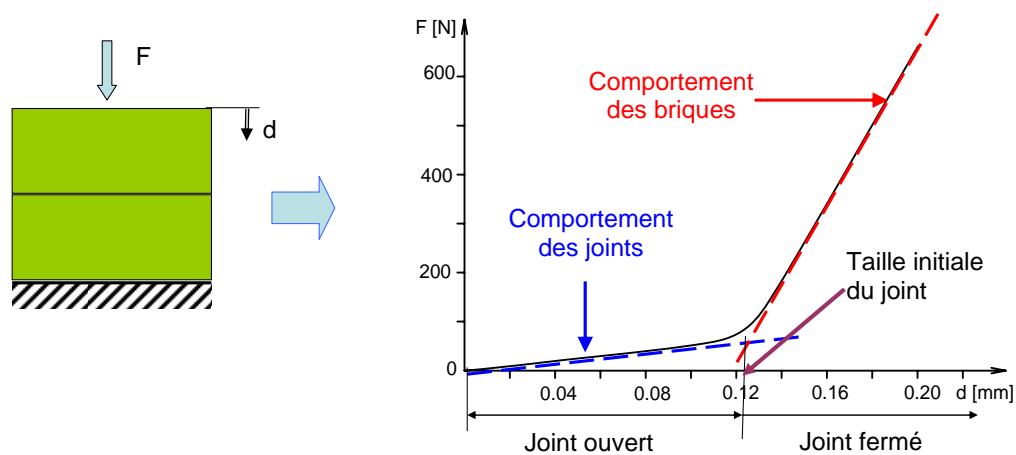 F
d
F [N]
600
400
200
0
0.04
0.08
0.12
0.16
0.20
d [mm]
Comportement
des briques
Comportement
des joints
Taille initiale
du joint
Joint ouvert
Joint fermé